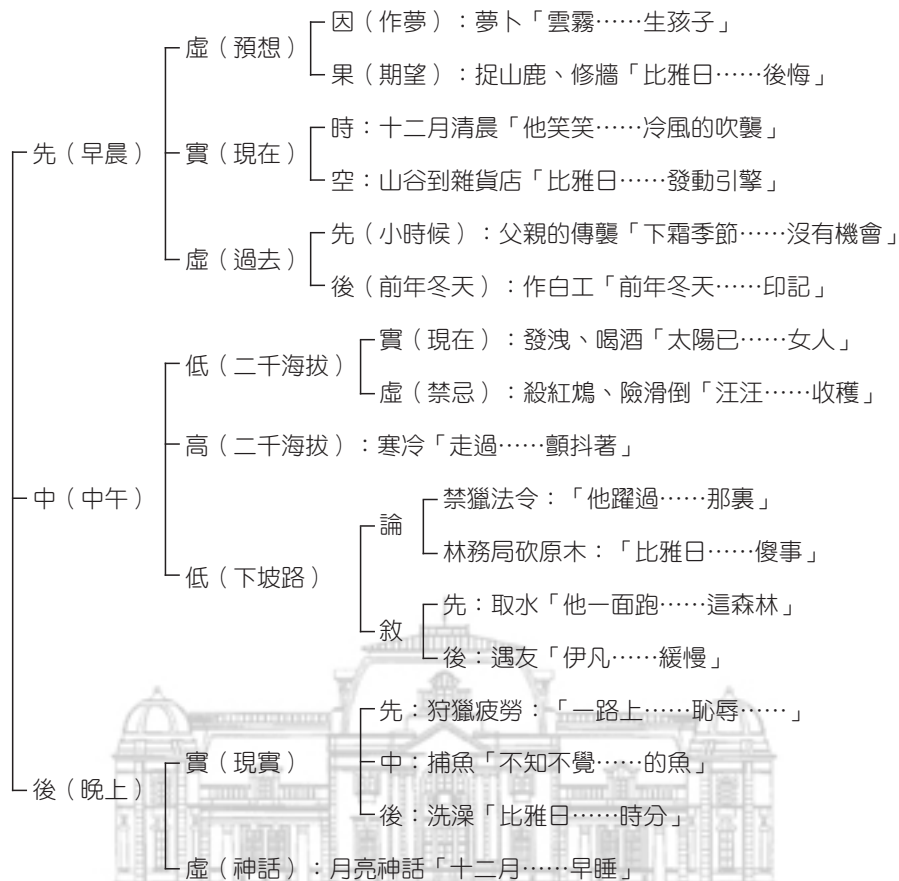 因（作夢）：夢卜「雲霧……生孩子」
虛（預想）
果（期望）：捉山鹿、修牆「比雅日……後悔」
時：十二月清晨「他笑笑……冷風的吹襲」
先（早晨）
實（現在）
空：山谷到雜貨店「比雅日……發動引擎」
先（小時候）：父親的傳襲「下霜季節……沒有機會」
虛（過去）
後（前年冬天）：作白工「前年冬天……印記」
實（現在）：發洩、喝酒「太陽已……女人」
低（二千海拔）
虛（禁忌）：殺紅鴆、險滑倒「汪汪……收穫」
高（二千海拔）：寒冷「走過……顫抖著」
中（中午）
禁獵法令：「他躍過……那裏」
論
林務局砍原木：「比雅日……傻事」
低（下坡路）
先：取水「他一面跑……這森林」
敘
後：遇友「伊凡……緩慢」
先：狩獵疲勞：「一路上……恥辱……」
實（現實）
中：捕魚「不知不覺……的魚」
後（晚上）
後：洗澡「比雅日……時分」
虛（神話）：月亮神話「十二月……早睡」